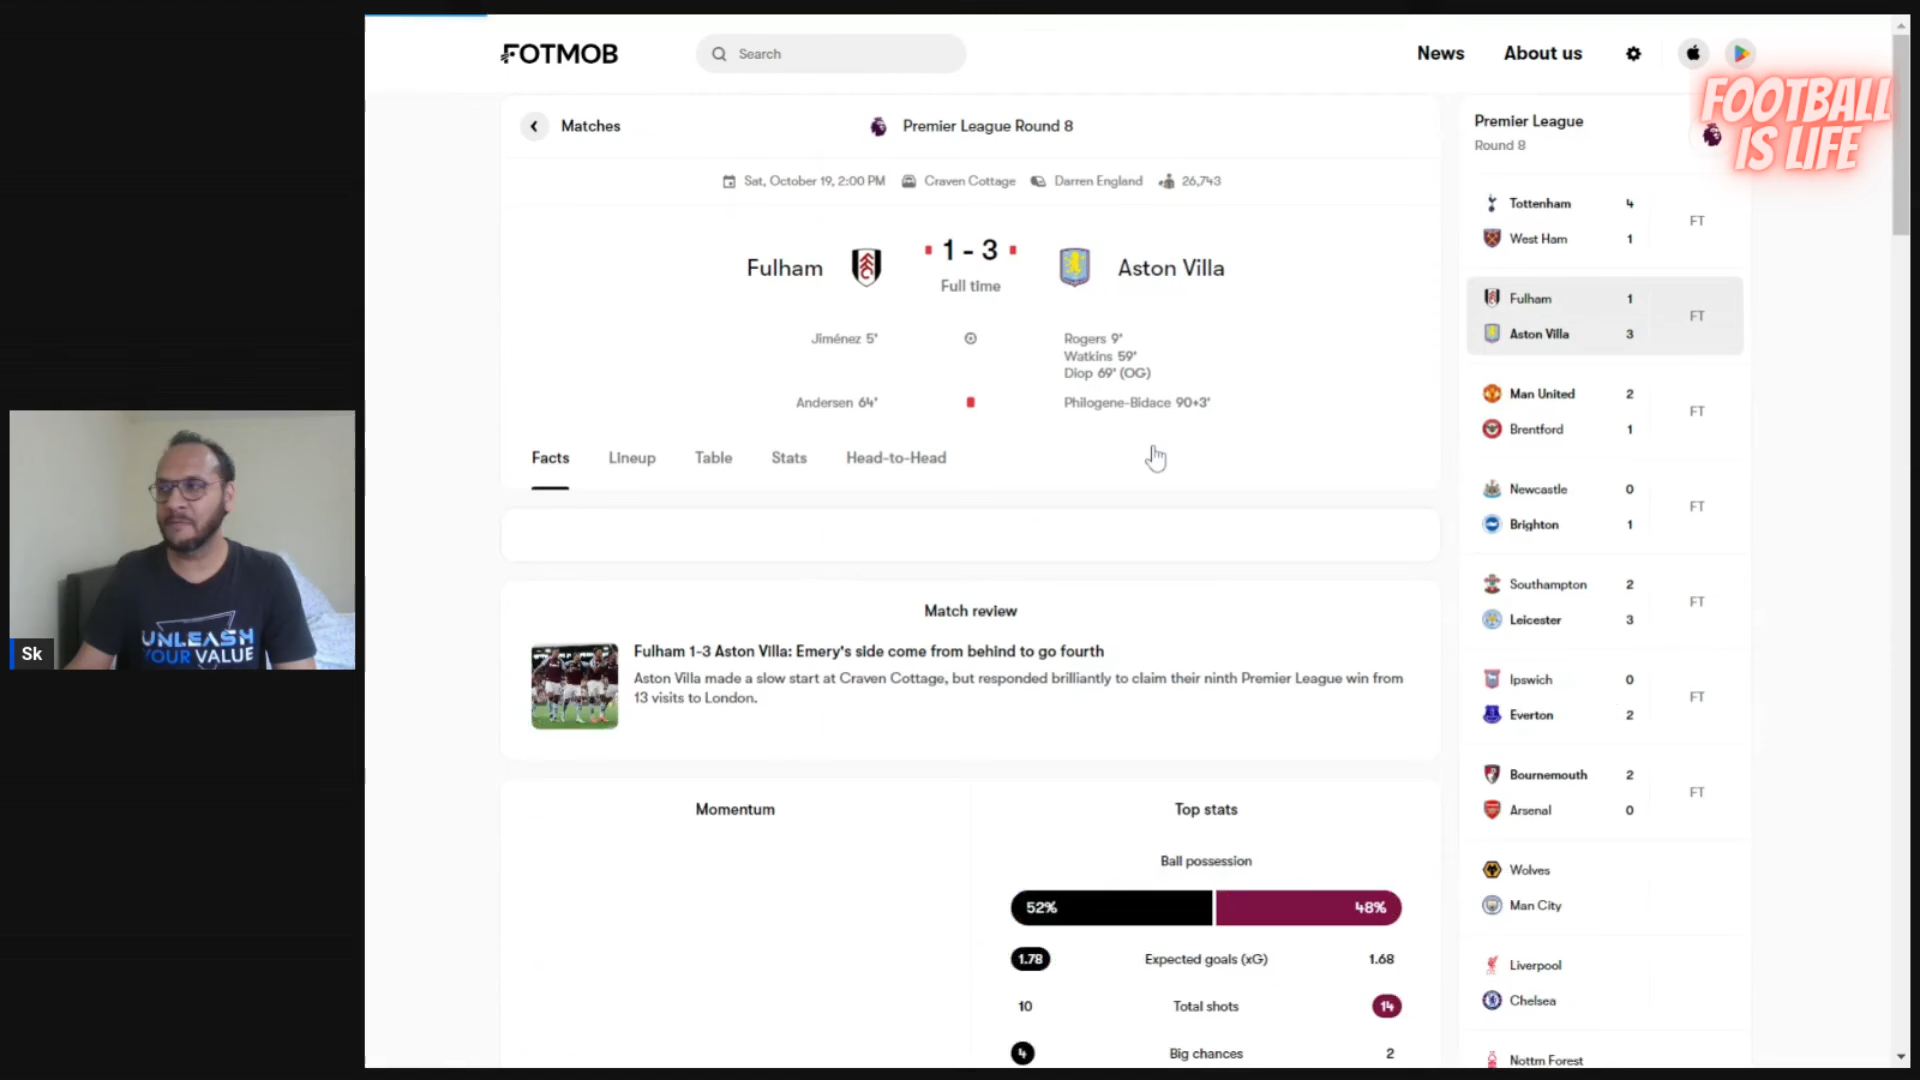 FOTMOB
Search
News
About us
FOOTBALL
IS LIFE
Matches
Premier League Round 8
Sat, October 19, 2:00 PM
Craven Cottage
Darren England
26,743
Fulham
1 - 3
Aston Villa
Full time
Jiménez 5'
Rogers 9'
Watkins 59'
Diop 69' (OG)
Andersen 64'
Philogene-Bidace 90+3'
Facts
Lineup
Table
Stats
Head-to-Head
Match review
Fulham 1-3 Aston Villa: Emery's side come from behind to go fourth
Aston Villa made a slow start at Craven Cottage, but responded brilliantly to claim their ninth Premier League win from
13 visits to London.
Momentum
Top stats
Ball possession
52%
48%
1.78
Expected goals (xG)
1.68
10
Total shots
14
4
Big chances
2
Premier League
Round 8
Tottenham 4
West Ham 1
FT
Fulham 1
Aston Villa 3
FT
Man United 2
Brentford 1
FT
Newcastle 0
Brighton 1
FT
Southampton 2
Leicester 3
FT
Ipswich 0
Everton 2
FT
Bournemouth 2
Arsenal 0
FT
Wolves
Man City
Liverpool
Chelsea
Nottm Forest
UNLEASH
YOUR VALUE
Sk